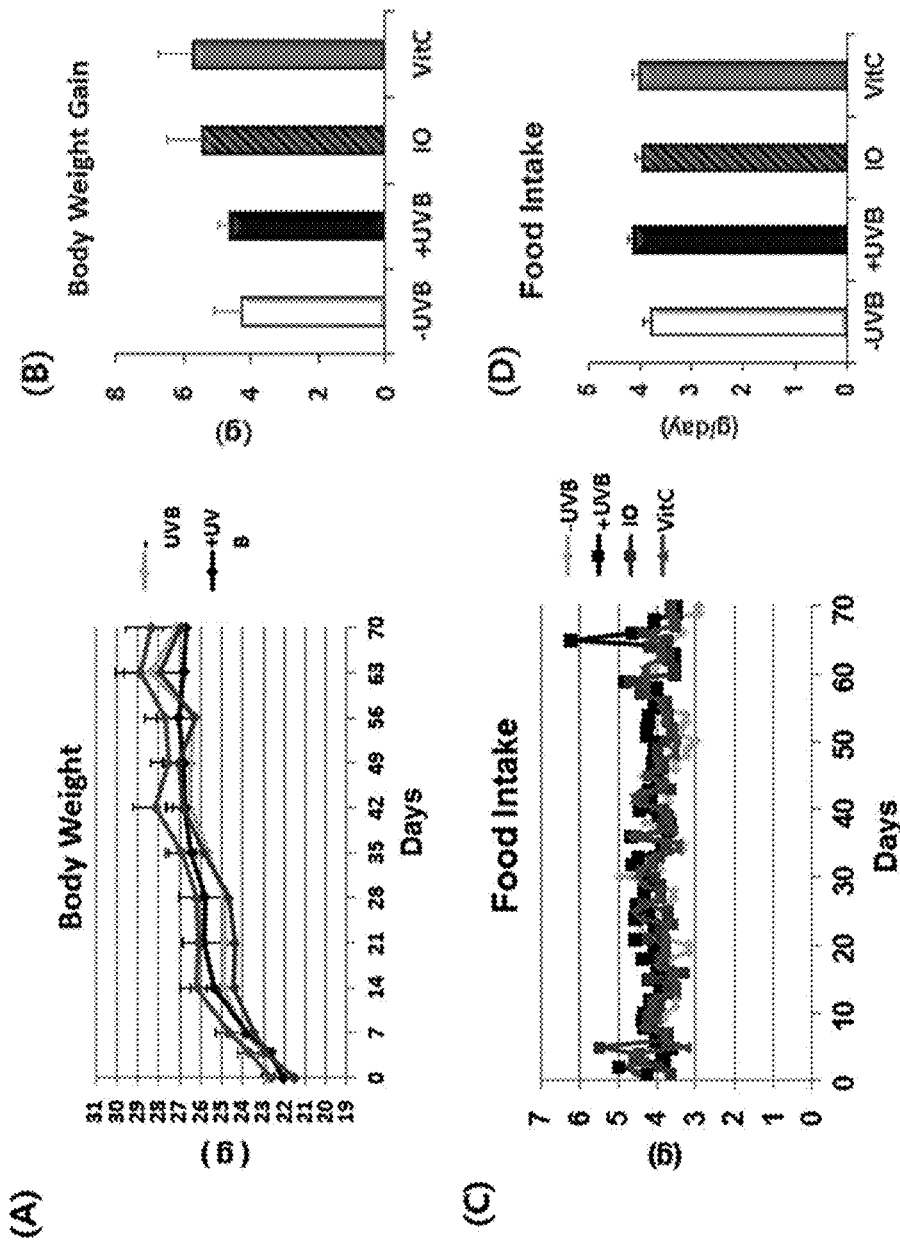 (A)
Body Weight
(g)
31
30
29
28
27
26
25
24
23
22
21
20
19
0 7 14 21 28 35 42 49 56 63 70
Days
UVB
+UV
B
(B)
Body Weight Gain
(g)
8
6
4
2
0
-UVB +UVB IO VitC
(C)
Food Intake
(g)
7
6
5
4
3
2
1
0
0 10 20 30 40 50 60 70
Days
-UVB
+UVB
IO
VitC
(D)
Food Intake
(g/day)
5
4
3
2
1
0
-UVB +UVB IO VitC